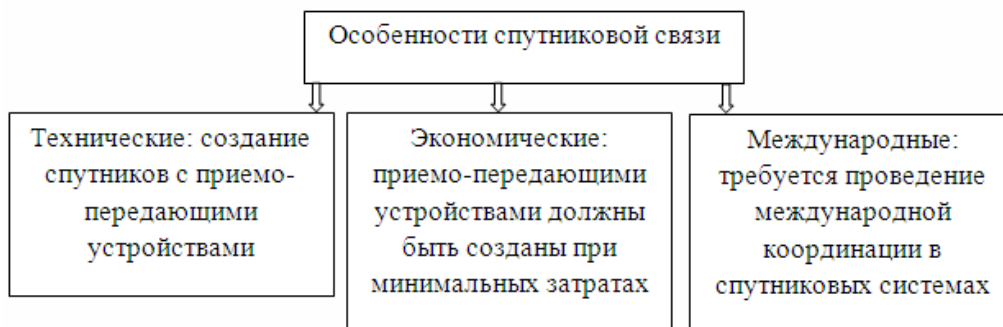 Особенности спутниковой связи
Технические: создание
спутников с приемо-
передающими
устройствами
Экономические:
приемо-передающими
устройствами должны
быть созданы при
минимальных затратах
Международные:
требуется проведение
международной
координации в
спутниковых системах